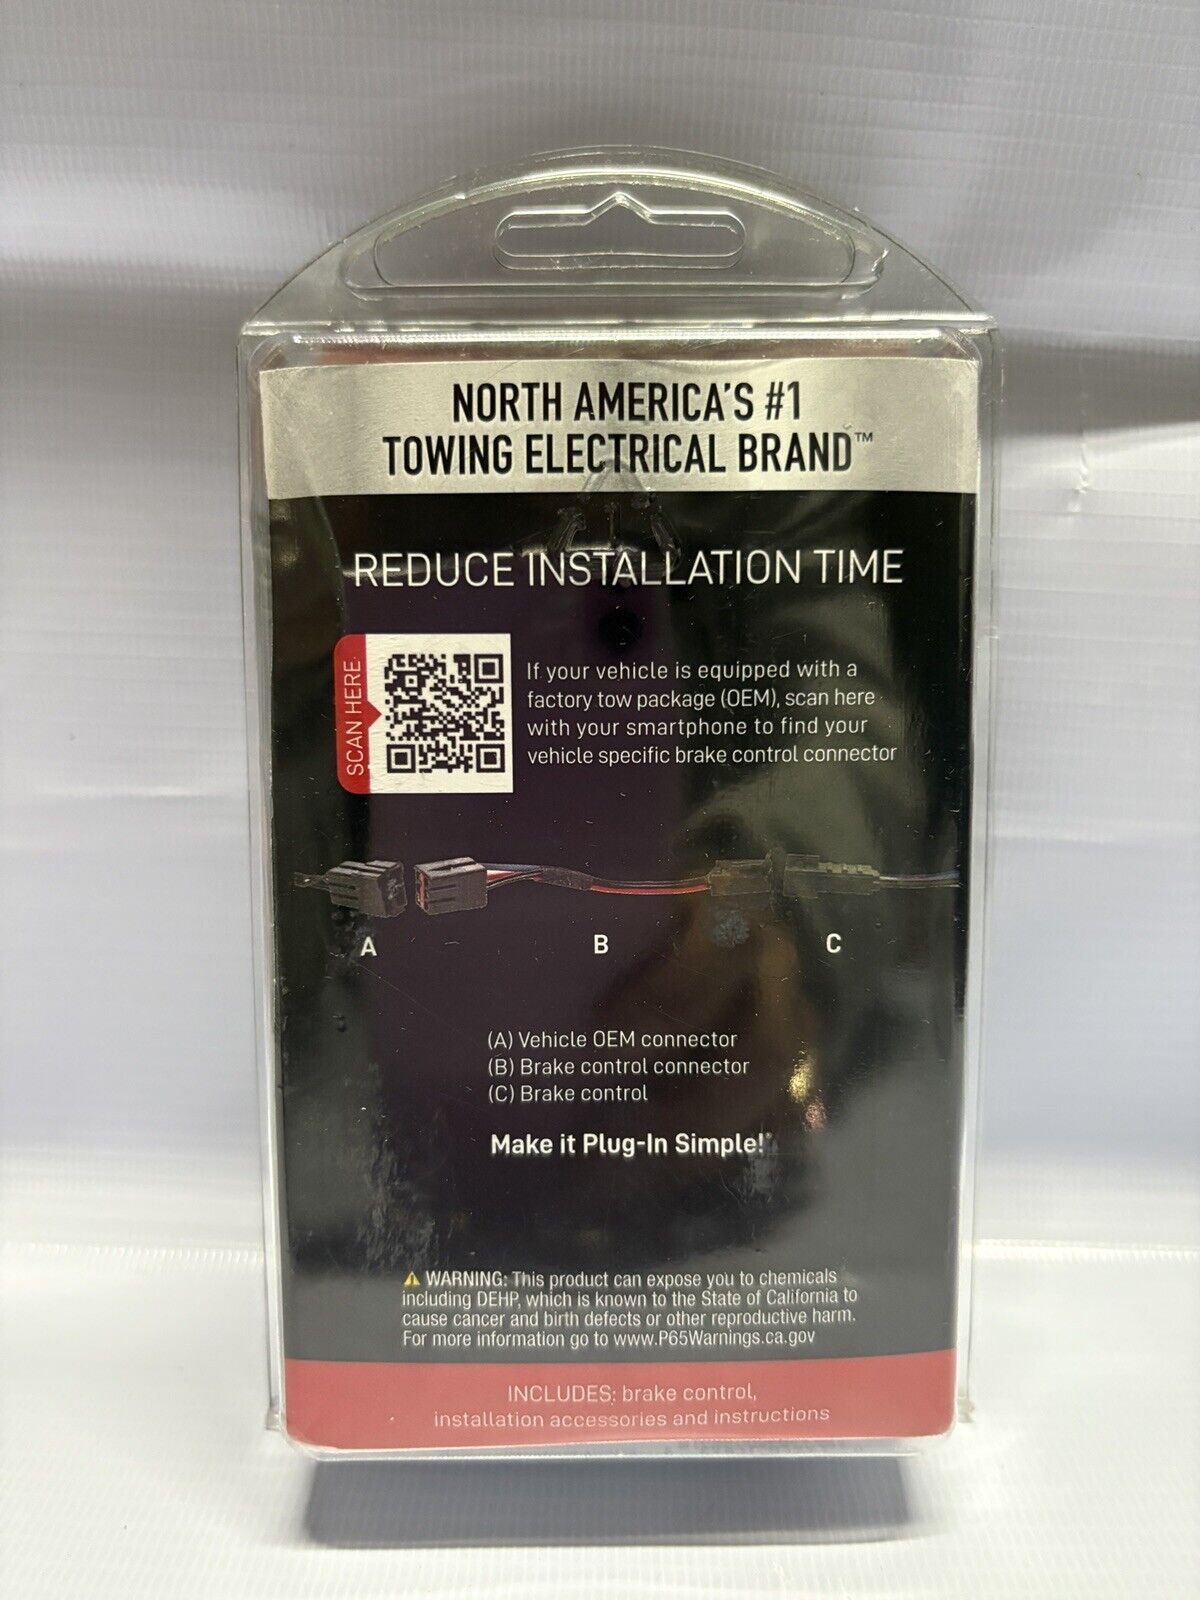 NORTH AMERICA'S #1
TOWING ELECTRICAL BRAND™
REDUCE INSTALLATION TIME
SCAN HERE
If your vehicle is equipped with a
factory tow package (OEM), scan here
with your smartphone to find your
vehicle specific brake control connector
A
B
C
(A) Vehicle OEM connector
(B) Brake control connector
(C) Brake control
Make it Plug-In Simple!®
⚠ WARNING: This product can expose you to chemicals
including DEHP, which is known to the State of California to
cause cancer and birth defects or other reproductive harm.
For more information go to www.P65Warnings.ca.gov
INCLUDES: brake control,
installation accessories and instructions